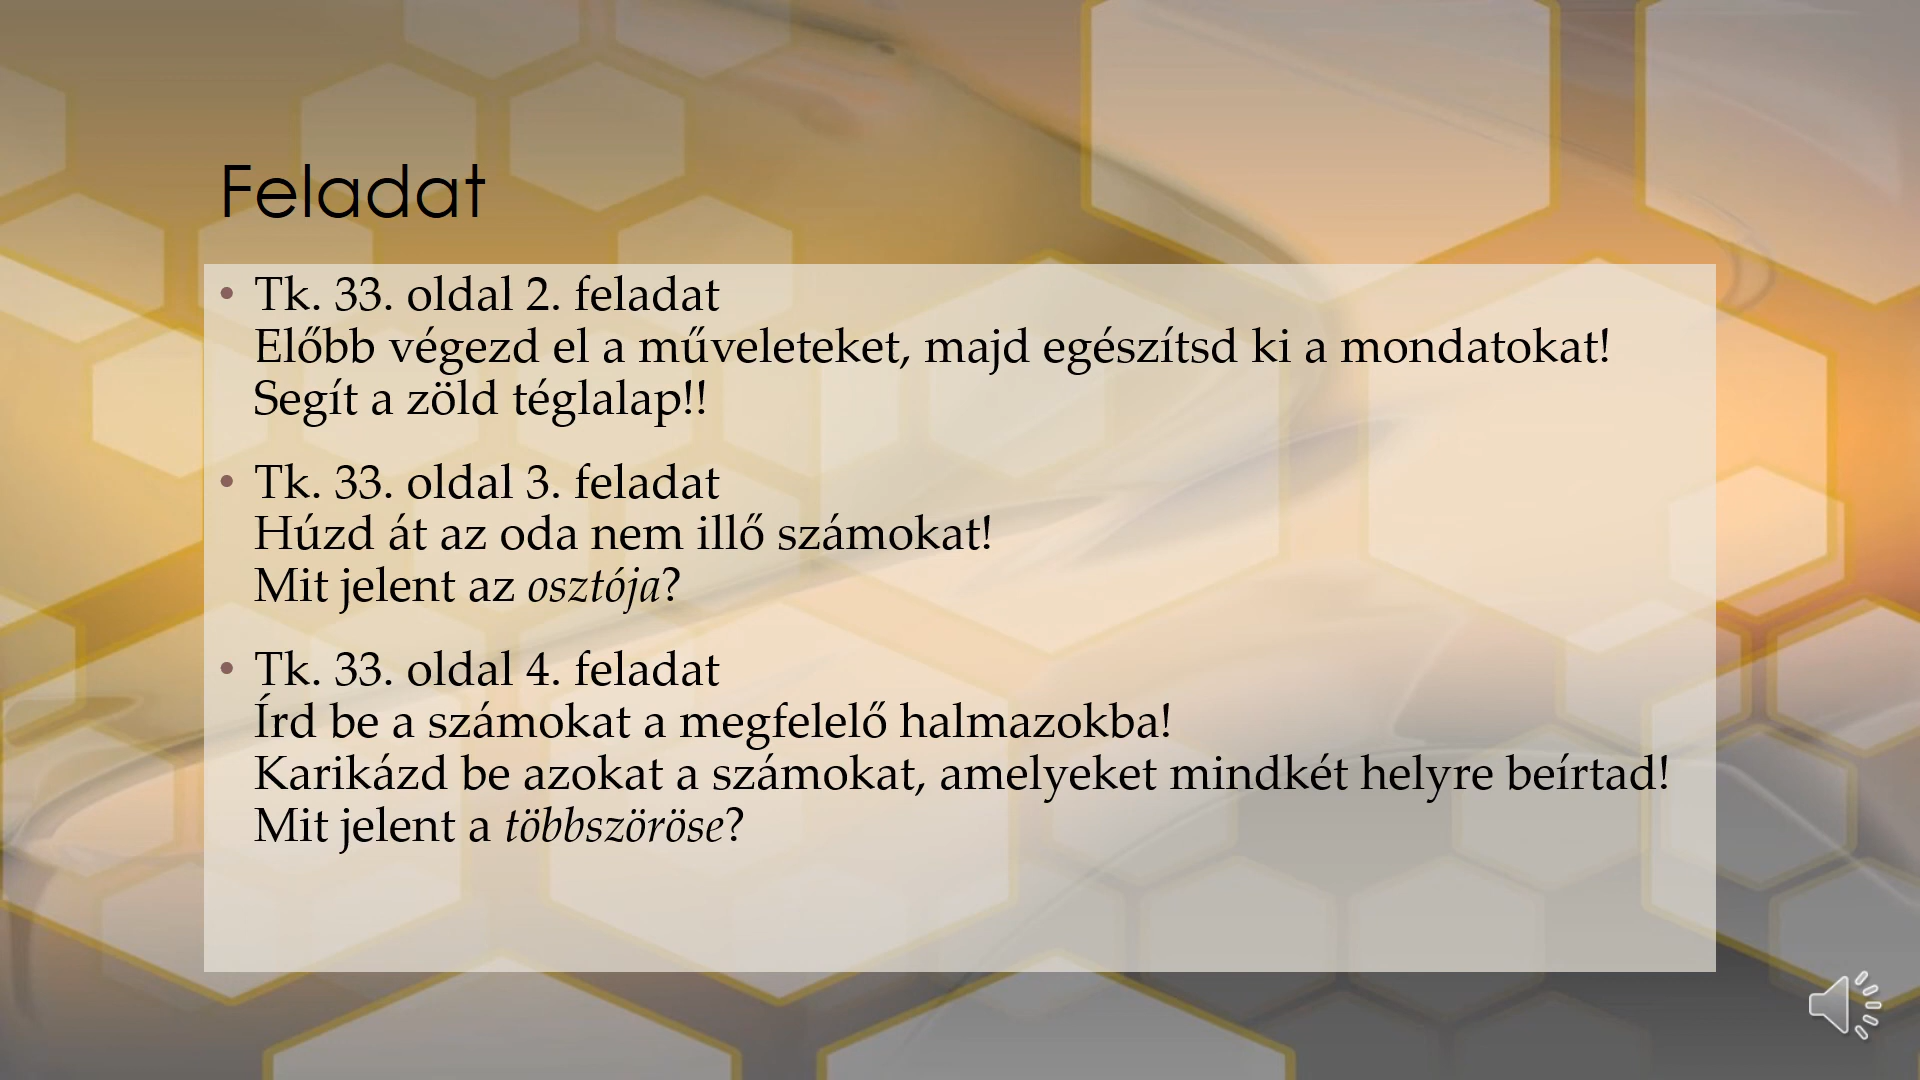 Feladat
• Tk. 33. oldal 2. feladat
Előbb végezd el a műveleteket, majd egészítsd ki a mondatokat!
Segít a zöld téglalap!!
• Tk. 33. oldal 3. feladat
Húzd át az oda nem illő számokat!
Mit jelent az osztója?
• Tk. 33. oldal 4. feladat
Írd be a számokat a megfelelő halmazokba!
Karikázd be azokat a számokat, amelyeket mindkét helyre beírtad!
Mit jelent a többszöröse?